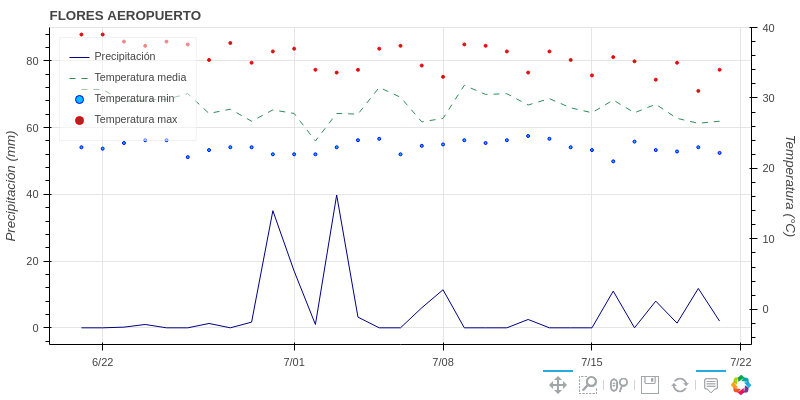 FLORES AEROPUERTO
Precipitación
Temperatura media
Temperatura min
Temperatura max
80
60
40
20
0
Precipitación (mm)
40
30
20
10
0
Temperatura (°C)
6/22
7/01
7/08
7/15
7/22